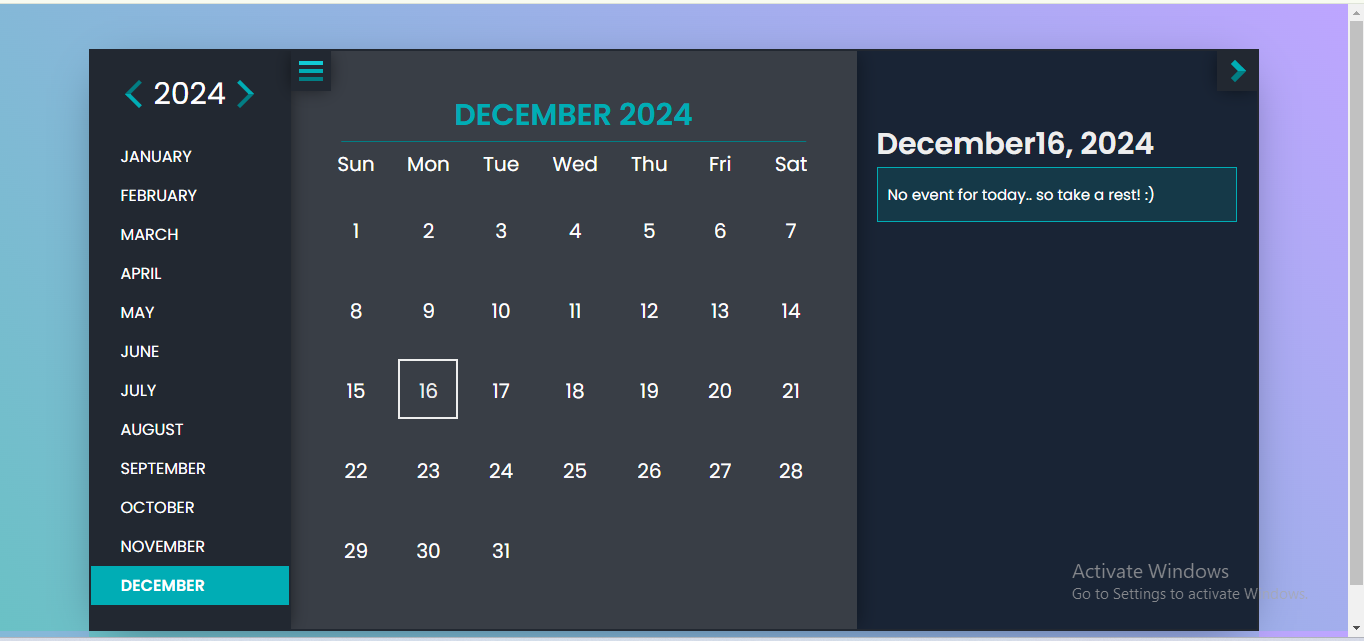 2024
JANUARY
FEBRUARY
MARCH
APRIL
MAY
JUNE
JULY
AUGUST
SEPTEMBER
OCTOBER
NOVEMBER
DECEMBER
DECEMBER 2024
Sun Mon Tue Wed Thu Fri Sat
1 2 3 4 5 6 7
8 9 10 11 12 13 14
15 16 17 18 19 20 21
22 23 24 25 26 27 28
29 30 31
December16, 2024
No event for today.. so take a rest! :)
Activate Windows
Go to Settings to activate Windows.